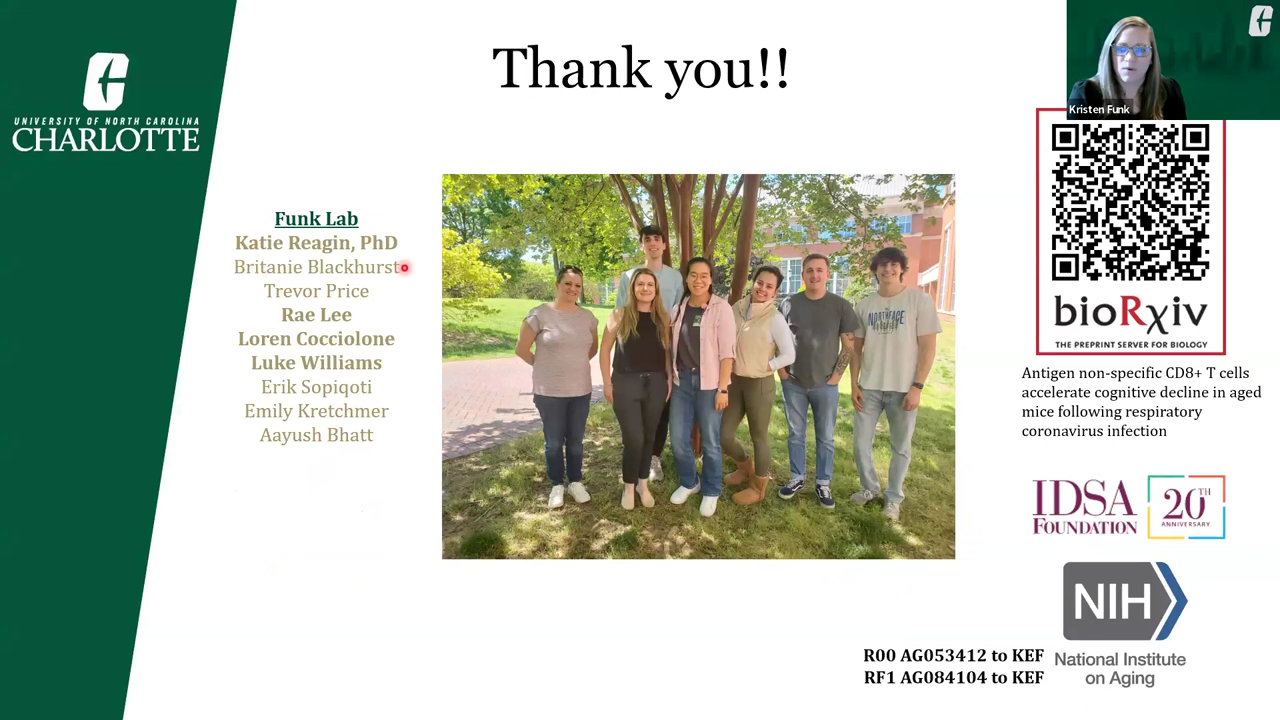 Thank you!!
UNIVERSITY OF NORTH CAROLINA
CHARLOTTE
Kristen Funk
Funk Lab
Katie Reagin, PhD
Britanie Blackhurst
Trevor Price
Rae Lee
Loren Cocciolone
Luke Williams
Erik Sopiqoti
Emily Kretchmer
Aayush Bhatt
bioRxiv
THE PREPRINT SERVER FOR BIOLOGY
Antigen non-specific CD8+ T cells
accelerate cognitive decline in aged
mice following respiratory
coronavirus infection
IDSA
FOUNDATION
20TH
ANNIVERSARY
NIH
National Institute
on Aging
R00 AG053412 to KEF
RF1 AG084104 to KEF